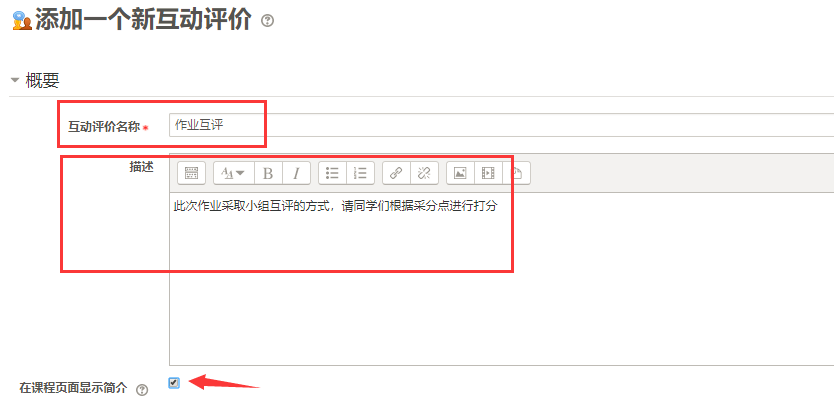 添加一个新互动评价
概要
互动评价名称* 作业互评
描述
此次作业采取小组互评的方式，请同学们根据采分点进行打分
在课程页面显示简介